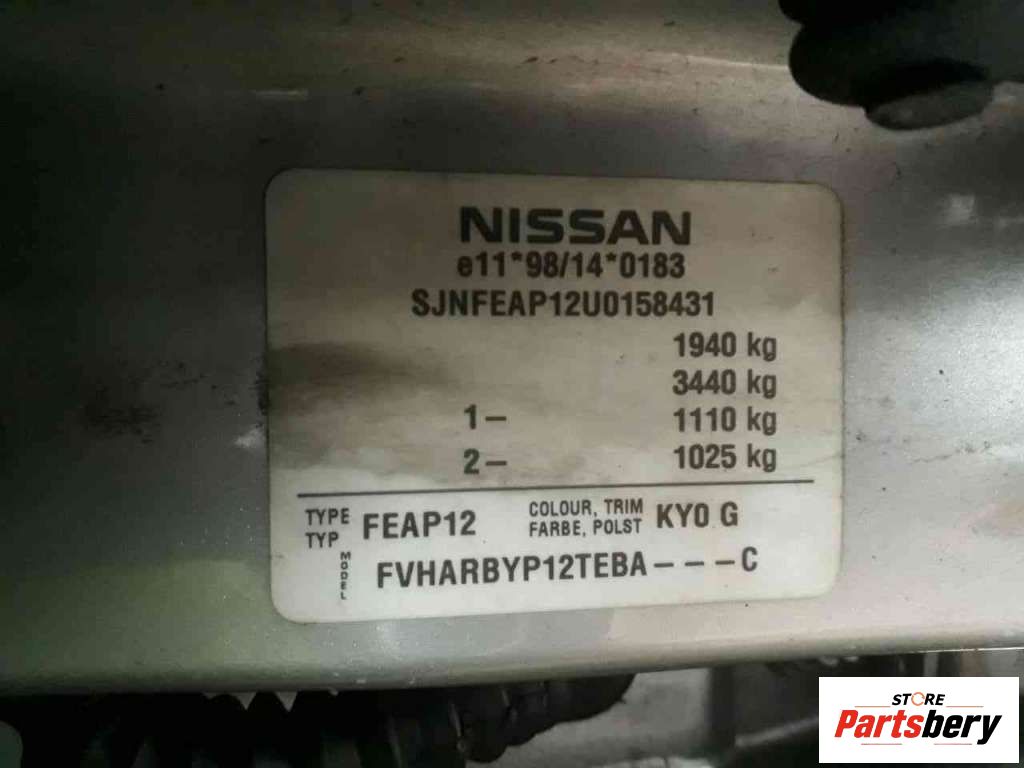 NISSAN
e11*98/14*0183
SJNFEAP12U0158431
1940 kg
3440 kg
1- 1110 kg
2- 1025 kg
TYPE FEAP12 COLOUR, TRIM KY0 G
TYP FARBE, POLST
MODEL FVHARBYP12TEBA---C
STORE
Partsbery